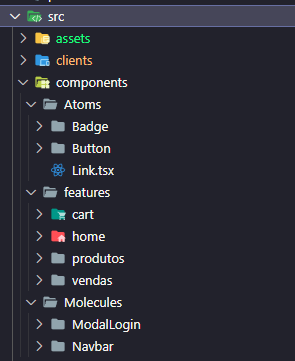 src
assets
clients
components
Atoms
Badge
Button
Link.tsx
features
cart
home
produtos
vendas
Molecules
ModalLogin
Navbar